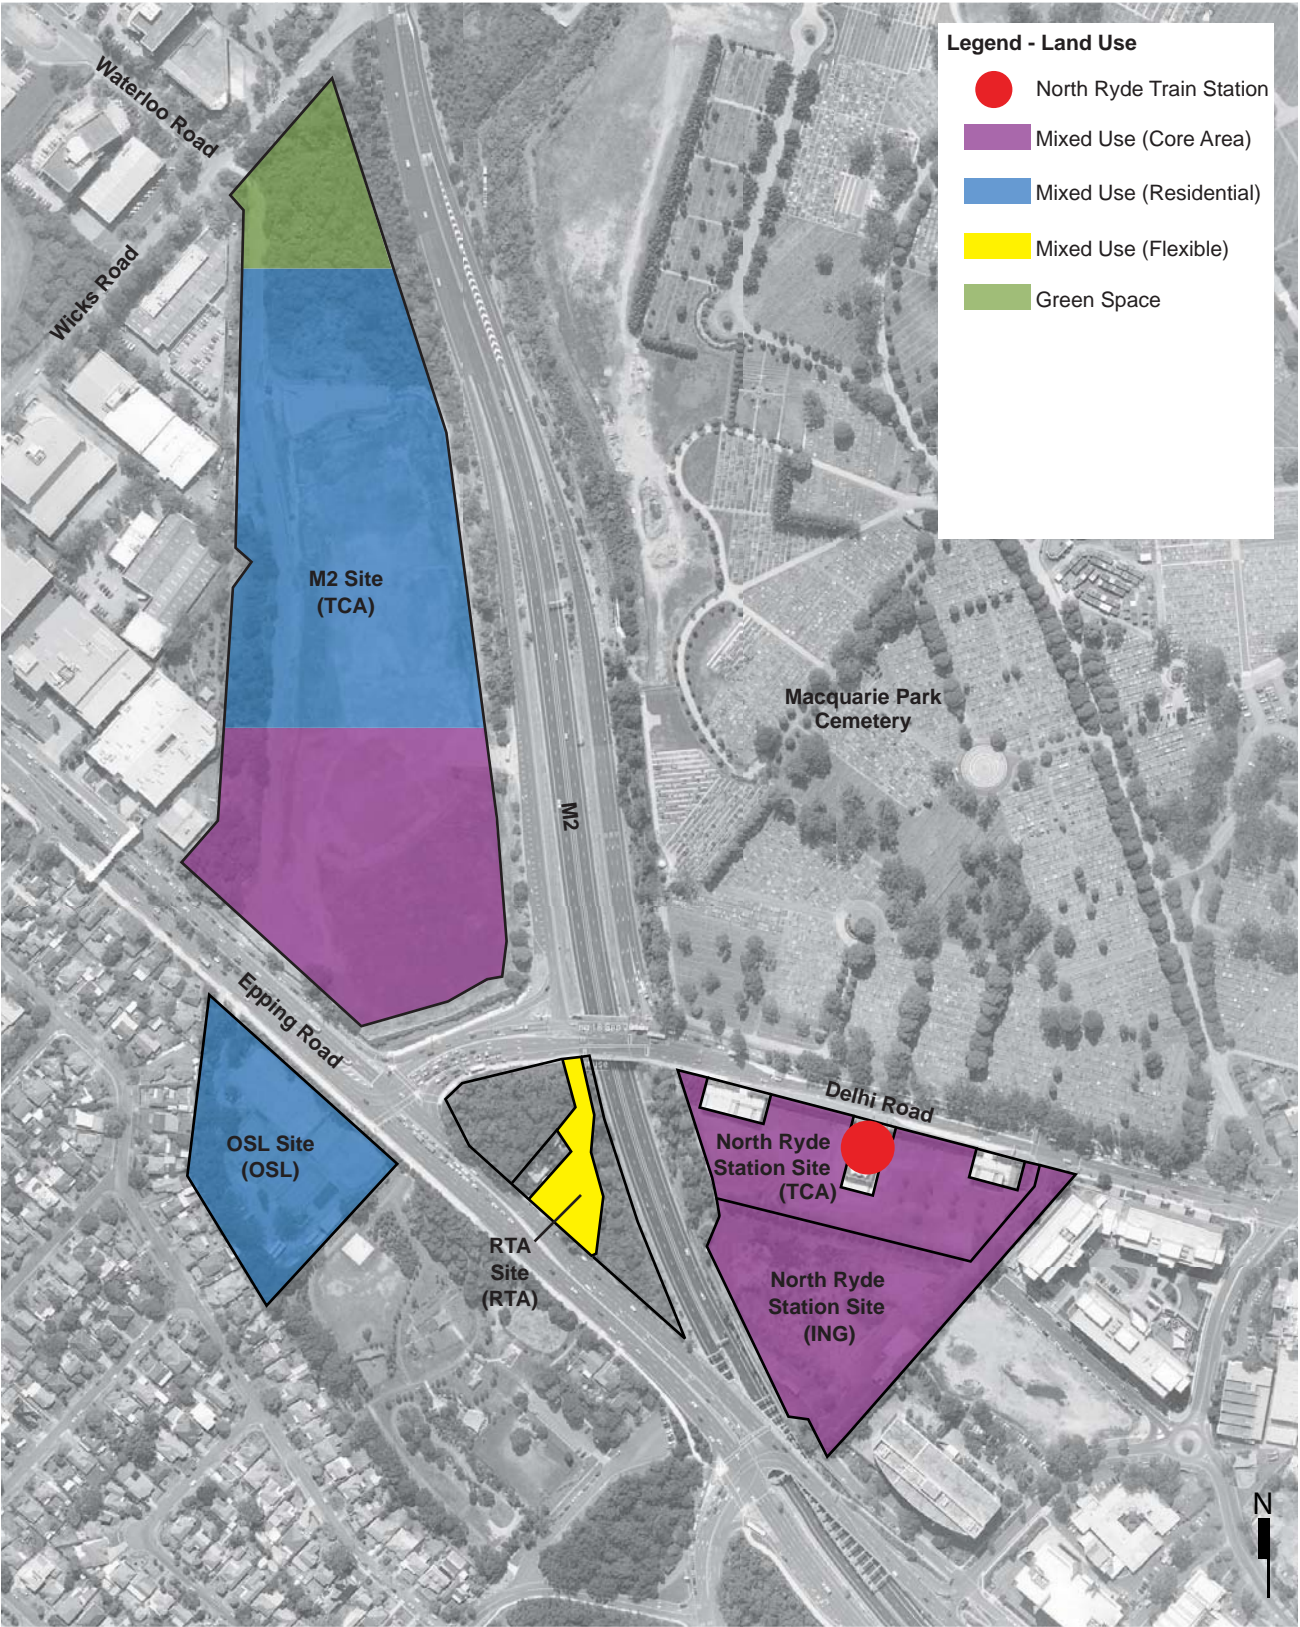 Legend - Land Use
North Ryde Train Station
Mixed Use (Core Area)
Mixed Use (Residential)
Mixed Use (Flexible)
Green Space
Waterloo Road
Wicks Road
M2 Site
(TCA)
Macquarie Park
Cemetery
M2
Epping Road
Delhi Road
OSL Site
(OSL)
North Ryde
Station Site
(TCA)
RTA
Site
(RTA)
North Ryde
Station Site
(ING)
N